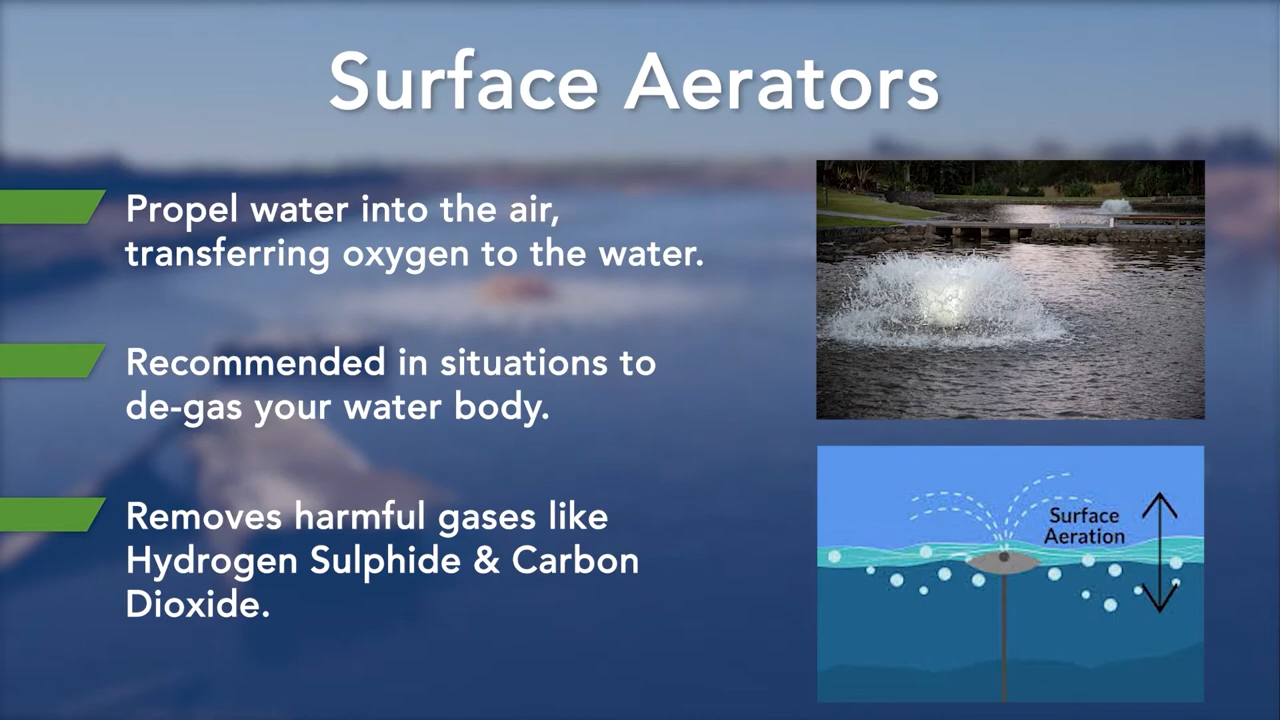 Surface Aerators
Propel water into the air,
transferring oxygen to the water.
Recommended in situations to
de-gas your water body.
Removes harmful gases like
Hydrogen Sulphide & Carbon
Dioxide.
Surface
Aeration